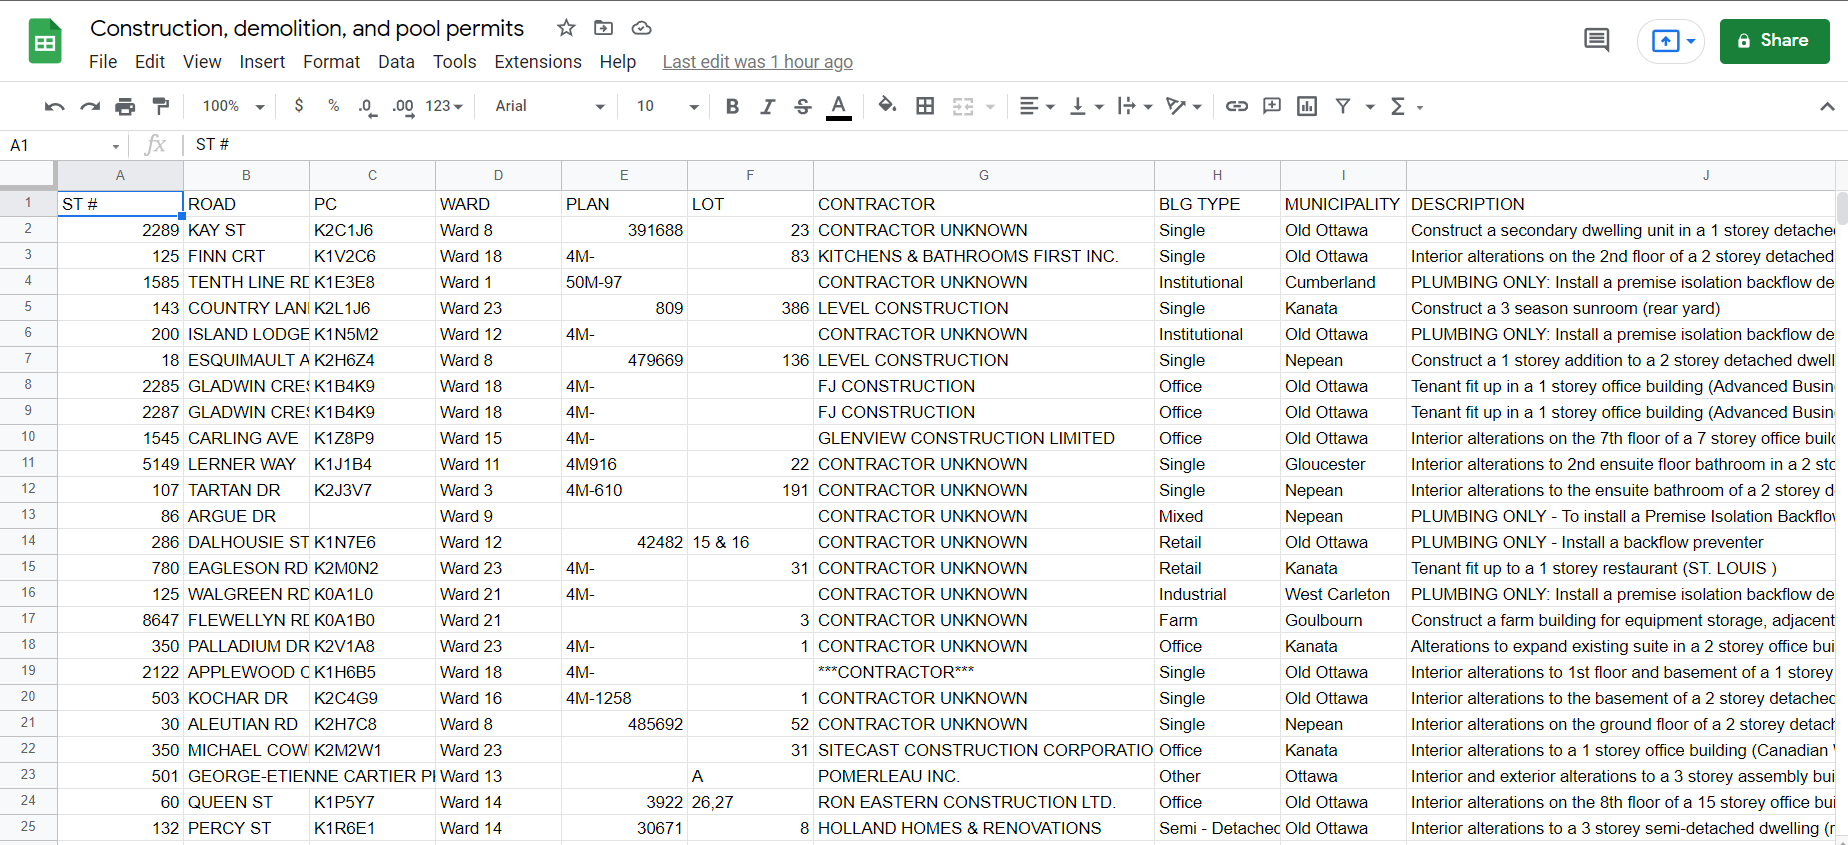 Construction, demolition, and pool permits
File Edit View Insert Format Data Tools Extensions Help Last edit was 1 hour ago
Share
100% $ % .0 .00 123 Arial 10 B I S A
A1 fx ST #
A B C D E F G H I J
1 ST # ROAD PC WARD PLAN LOT CONTRACTOR BLG TYPE MUNICIPALITY DESCRIPTION
2 2289 KAY ST K2C1J6 Ward 8 391688 23 CONTRACTOR UNKNOWN Single Old Ottawa Construct a secondary dwelling unit in a 1 storey detache
3 125 FINN CRT K1V2C6 Ward 18 4M- 83 KITCHENS & BATHROOMS FIRST INC. Single Old Ottawa Interior alterations on the 2nd floor of a 2 storey detached
4 1585 TENTH LINE RD K1E3E8 Ward 1 50M-97 CONTRACTOR UNKNOWN Institutional Cumberland PLUMBING ONLY: Install a premise isolation backflow de
5 143 COUNTRY LAN K2L1J6 Ward 23 809 386 LEVEL CONSTRUCTION Single Kanata Construct a 3 season sunroom (rear yard)
6 200 ISLAND LODGE K1N5M2 Ward 12 4M- CONTRACTOR UNKNOWN Institutional Old Ottawa PLUMBING ONLY: Install a premise isolation backflow de
7 18 ESQUIMAULT A K2H6Z4 Ward 8 479669 136 LEVEL CONSTRUCTION Single Nepean Construct a 1 storey addition to a 2 storey detached dwell
8 2285 GLADWIN CRES K1B4K9 Ward 18 4M- FJ CONSTRUCTION Office Old Ottawa Tenant fit up in a 1 storey office building (Advanced Busin
9 2287 GLADWIN CRES K1B4K9 Ward 18 4M- FJ CONSTRUCTION Office Old Ottawa Tenant fit up in a 1 storey office building (Advanced Busin
10 1545 CARLING AVE K1Z8P9 Ward 15 4M- GLENVIEW CONSTRUCTION LIMITED Office Old Ottawa Interior alterations on the 7th floor of a 7 storey office build
11 5149 LERNER WAY K1J1B4 Ward 11 4M916 22 CONTRACTOR UNKNOWN Single Gloucester Interior alterations to 2nd ensuite floor bathroom in a 2 sto
12 107 TARTAN DR K2J3V7 Ward 3 4M-610 191 CONTRACTOR UNKNOWN Single Nepean Interior alterations to the ensuite bathroom of a 2 storey d
13 86 ARGUE DR Ward 9 CONTRACTOR UNKNOWN Mixed Nepean PLUMBING ONLY - To install a Premise Isolation Backflow
14 286 DALHOUSIE ST K1N7E6 Ward 12 42482 15 & 16 CONTRACTOR UNKNOWN Retail Old Ottawa PLUMBING ONLY - Install a backflow preventer
15 780 EAGLESON RD K2M0N2 Ward 23 4M- 31 CONTRACTOR UNKNOWN Retail Kanata Tenant fit up to a 1 storey restaurant (ST. LOUIS )
16 125 WALGREEN RD K0A1L0 Ward 21 4M- CONTRACTOR UNKNOWN Industrial West Carleton PLUMBING ONLY: Install a premise isolation backflow de
17 8647 FLEWELLYN RD K0A1B0 Ward 21 3 CONTRACTOR UNKNOWN Farm Goulbourn Construct a farm building for equipment storage, adjacent
18 350 PALLADIUM DR K2V1A8 Ward 23 4M- 1 CONTRACTOR UNKNOWN Office Kanata Alterations to expand existing suite in a 2 storey office bui
19 2122 APPLEWOOD C K1H6B5 Ward 18 4M- ***CONTRACTOR*** Single Old Ottawa Interior alterations to 1st floor and basement of a 1 storey
20 503 KOCHAR DR K2C4G9 Ward 16 4M-1258 1 CONTRACTOR UNKNOWN Single Old Ottawa Interior alterations to the basement of a 2 storey detached
21 30 ALEUTIAN RD K2H7C8 Ward 8 485692 52 CONTRACTOR UNKNOWN Single Nepean Interior alterations on the ground floor of a 2 storey detach
22 350 MICHAEL COW K2M2W1 Ward 23 31 SITECAST CONSTRUCTION CORPORATIO Office Kanata Interior alterations to a 1 storey office building (Canadian
23 501 GEORGE-ETIENNE CARTIER P Ward 13 A POMERLEAU INC. Other Ottawa Interior and exterior alterations to a 3 storey assembly bui
24 60 QUEEN ST K1P5Y7 Ward 14 3922 26,27 RON EASTERN CONSTRUCTION LTD. Office Old Ottawa Interior alterations on the 8th floor of a 15 storey office bui
25 132 PERCY ST K1R6E1 Ward 14 30671 8 HOLLAND HOMES & RENOVATIONS Semi - Detached Old Ottawa Interior alterations to a 3 storey semi-detached dwelling (